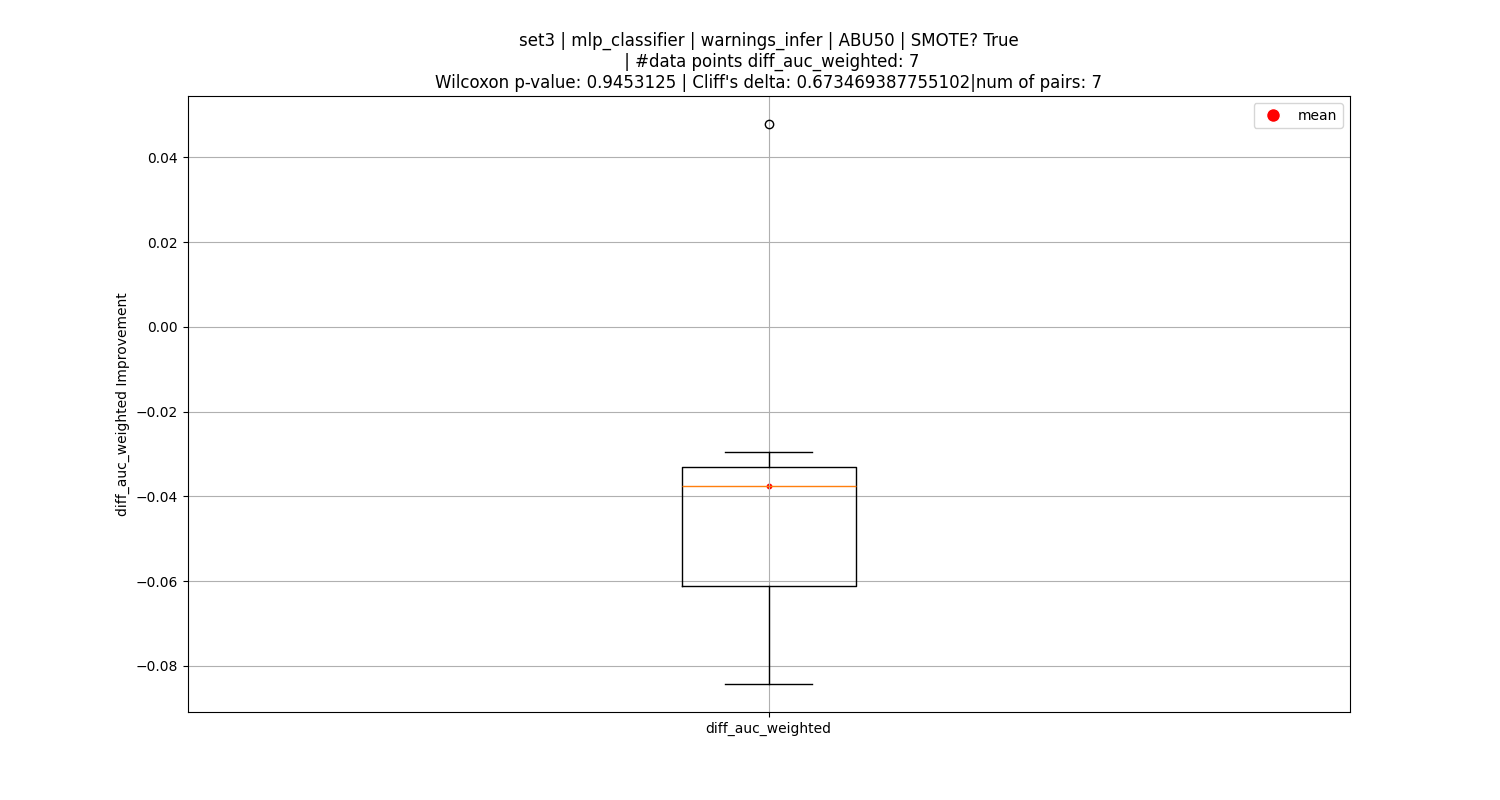 set3 | mlp_classifier | warnings_infer | ABU50 | SMOTE? True
| #data points diff_auc_weighted: 7
Wilcoxon p-value: 0.9453125 | Cliff's delta: 0.673469387755102|num of pairs: 7
mean
0.04
0.02
0.00
−0.02
−0.04
−0.06
−0.08
diff_auc_weighted Improvement
diff_auc_weighted